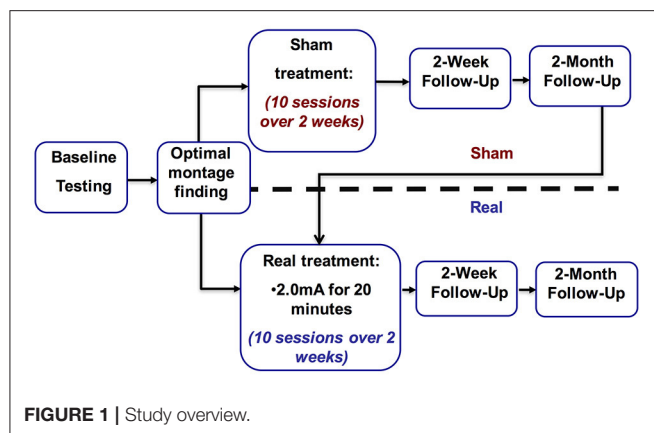 Baseline
Testing
Optimal
montage
finding
Sham
treatment:
(10 sessions
over 2 weeks)
2-Week
Follow-Up
2-Month
Follow-Up
Sham
Real
Real treatment:
•2.0mA for 20
minutes
(10 sessions over 2
weeks)
2-Week
Follow-Up
2-Month
Follow-Up
FIGURE 1 | Study overview.